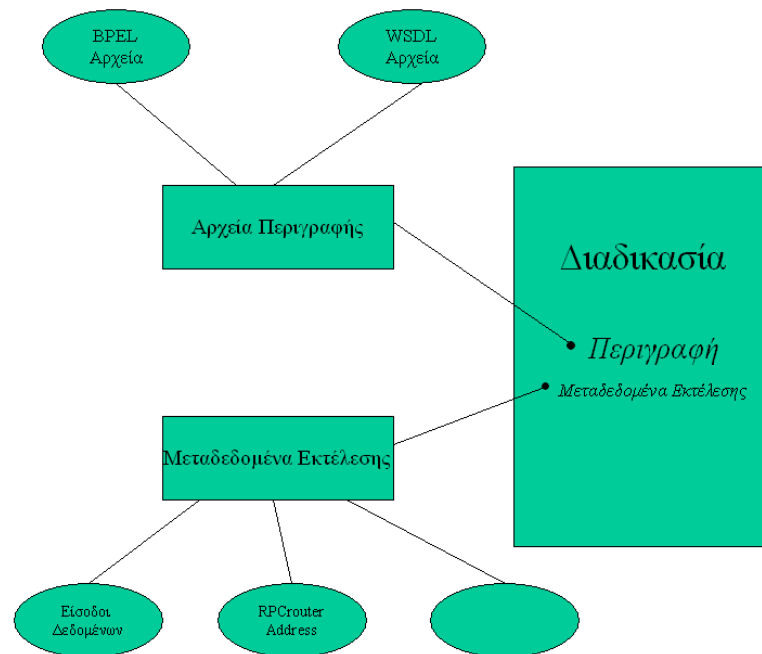 BPEL
Αρχεία
WSDL
Αρχεία
Αρχεία Περιγραφής
Διαδικασία
Περιγραφή
Μεταδεδομένα Εκτέλεσης
Μεταδεδομένα Εκτέλεσης
Είσοδοι
Δεδομένων
RPCrouter
Address